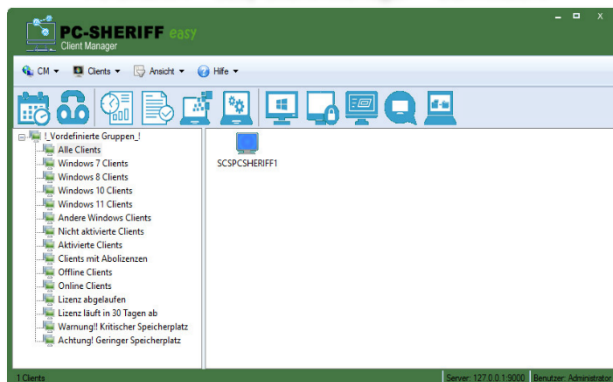 PC-SHERIFF easy
Client Manager
CM Clients Ansicht Hilfe
!_Vordefinierte Gruppen_!
Alle Clients
Windows 7 Clients
Windows 8 Clients
Windows 10 Clients
Windows 11 Clients
Andere Windows Clients
Nicht aktivierte Clients
Aktivierte Clients
Clients mit Abolizenzen
Offline Clients
Online Clients
Lizenz abgelaufen
Lizenz läuft in 30 Tagen ab
Warnung!! Kritischer Speicherplatz
Achtung! Geringer Speicherplatz
SCSPCSHERIFF1
1 Clients
Server: 127.0.0.1:9000 Benutzer: Administrator